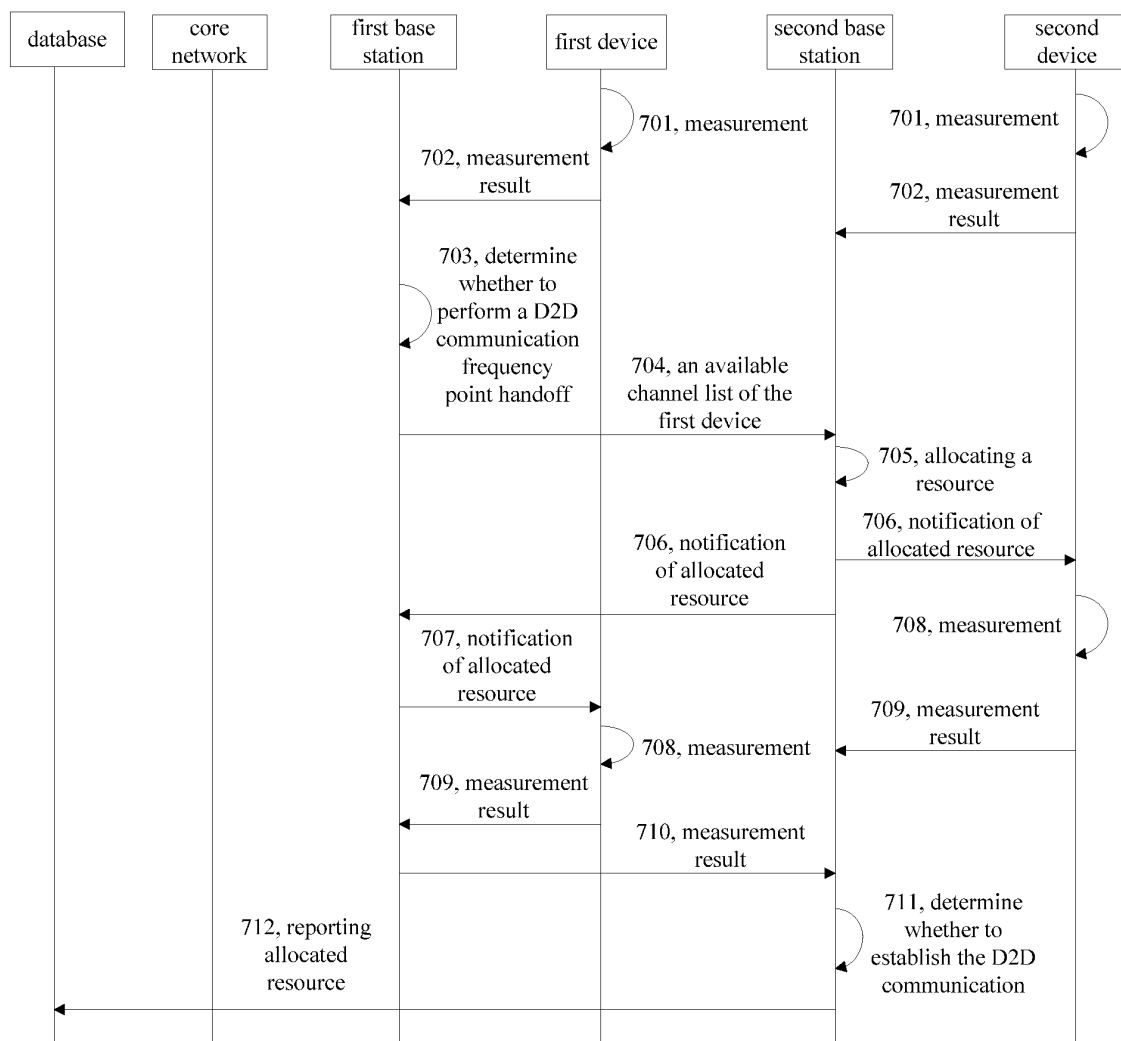 database
core
network
first base
station
first device
second base
station
second
device
701, measurement
701, measurement
702, measurement
result
702, measurement
result
703, determine
whether to
perform a D2D
communication
frequency
point handoff
704, an available
channel list of the
first device
705, allocating a
resource
706, notification of
allocated resource
706, notification
of allocated
resource
707, notification
of allocated
resource
708, measurement
708, measurement
709, measurement
result
709, measurement
result
710, measurement
result
711, determine
whether to
establish the D2D
communication
712, reporting
allocated
resource